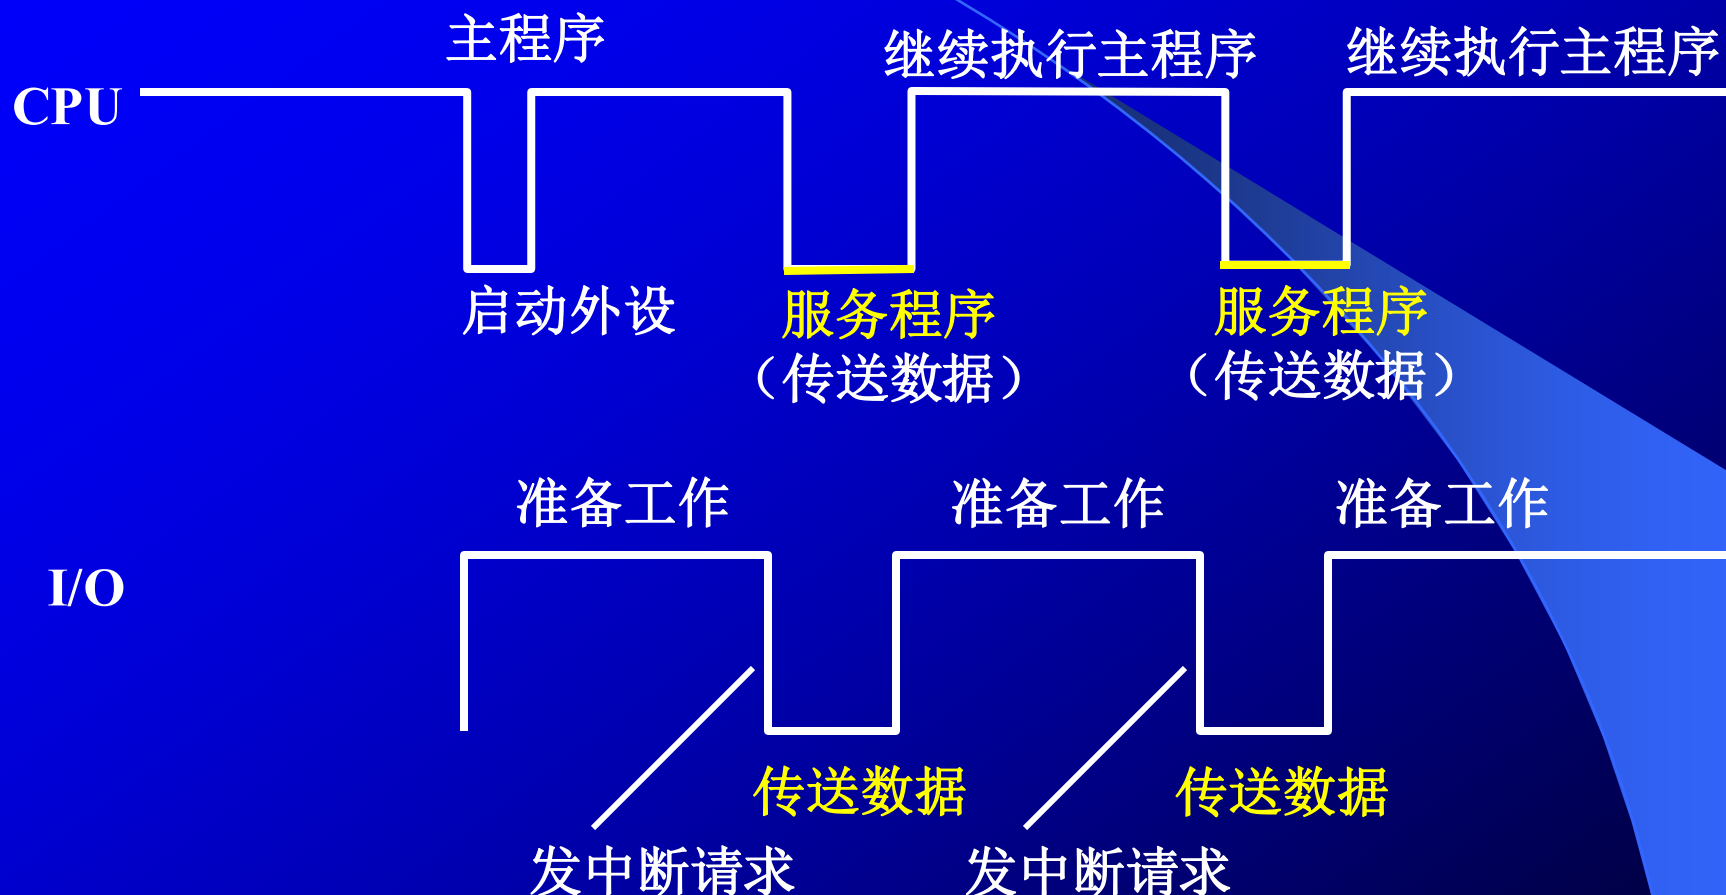 主程序
继续执行主程序
继续执行主程序
CPU
启动外设
服务程序
（传送数据）
服务程序
（传送数据）
准备工作
准备工作
准备工作
I/O
传送数据
传送数据
发中断请求
发中断请求